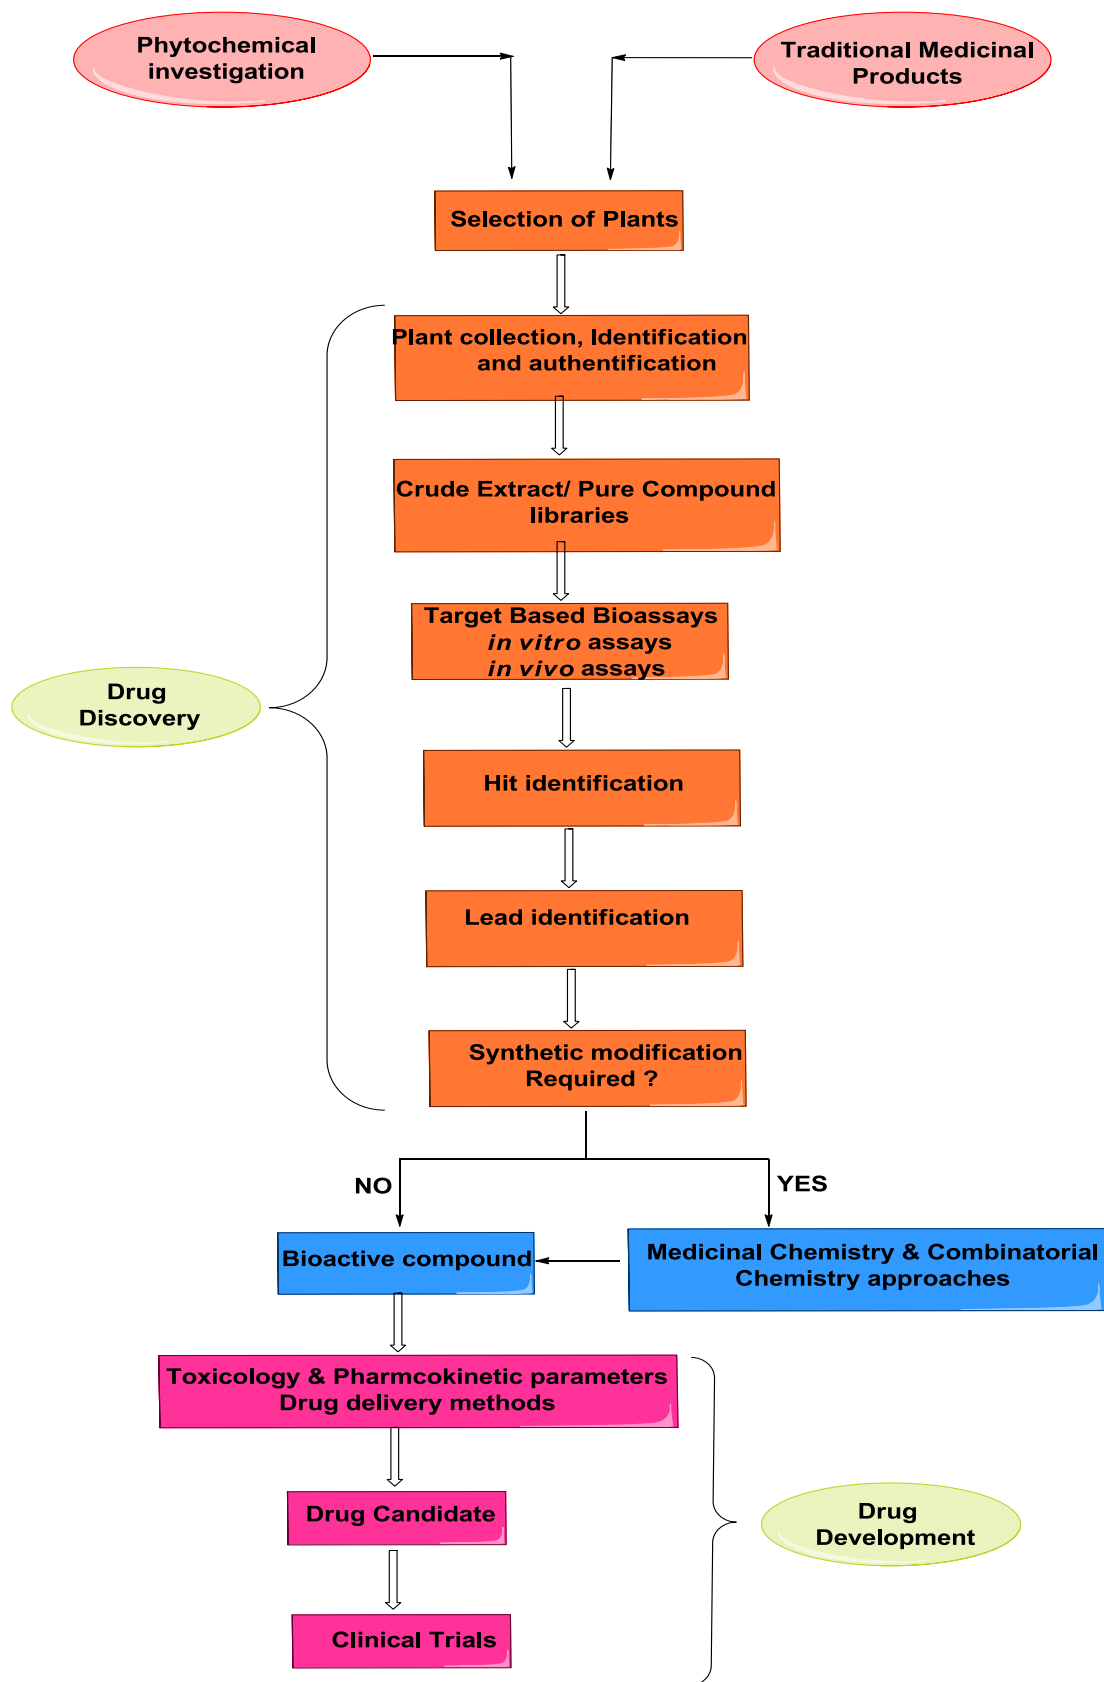 Phytochemical
investigation
Traditional Medicinal
Products
Selection of Plants
Plant collection, Identification
and authentification
Crude Extract/ Pure Compound
libraries
Target Based Bioassays
in vitro assays
in vivo assays
Drug
Discovery
Hit identification
Lead identification
Synthetic modification
Required ?
NO
YES
Bioactive compound
Medicinal Chemistry & Combinatorial
Chemistry approaches
Toxicology & Pharmcokinetic parameters
Drug delivery methods
Drug Candidate
Drug
Development
Clinical Trials